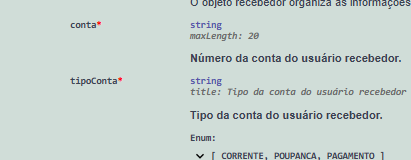 O objeto recebedor organiza as informações
conta* string
maxLength: 20
Número da conta do usuário recebedor.
tipoConta* string
title: Tipo da conta do usuário recebedor
Tipo da conta do usuário recebedor.
Enum:
[ CORRENTE, POUPANCA, PAGAMENTO ]